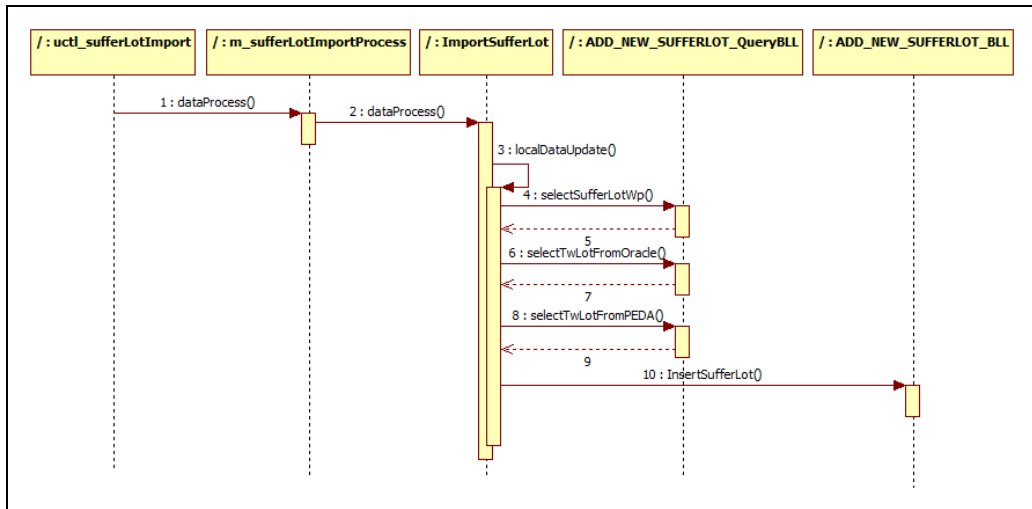 / : uctl_sufferLotImport
/ : m_sufferLotImportProcess
/ : ImportSufferLot
/ : ADD_NEW_SUFFERLOT_QueryBLL
/ : ADD_NEW_SUFFERLOT_BLL
1 : dataProcess()
2 : dataProcess()
3 : localDataUpdate()
4 : selectSufferLotWp()
5
6 : selectTwLotFromOracle()
7
8 : selectTwLotFromPEDA()
9
10 : InsertSufferLot()